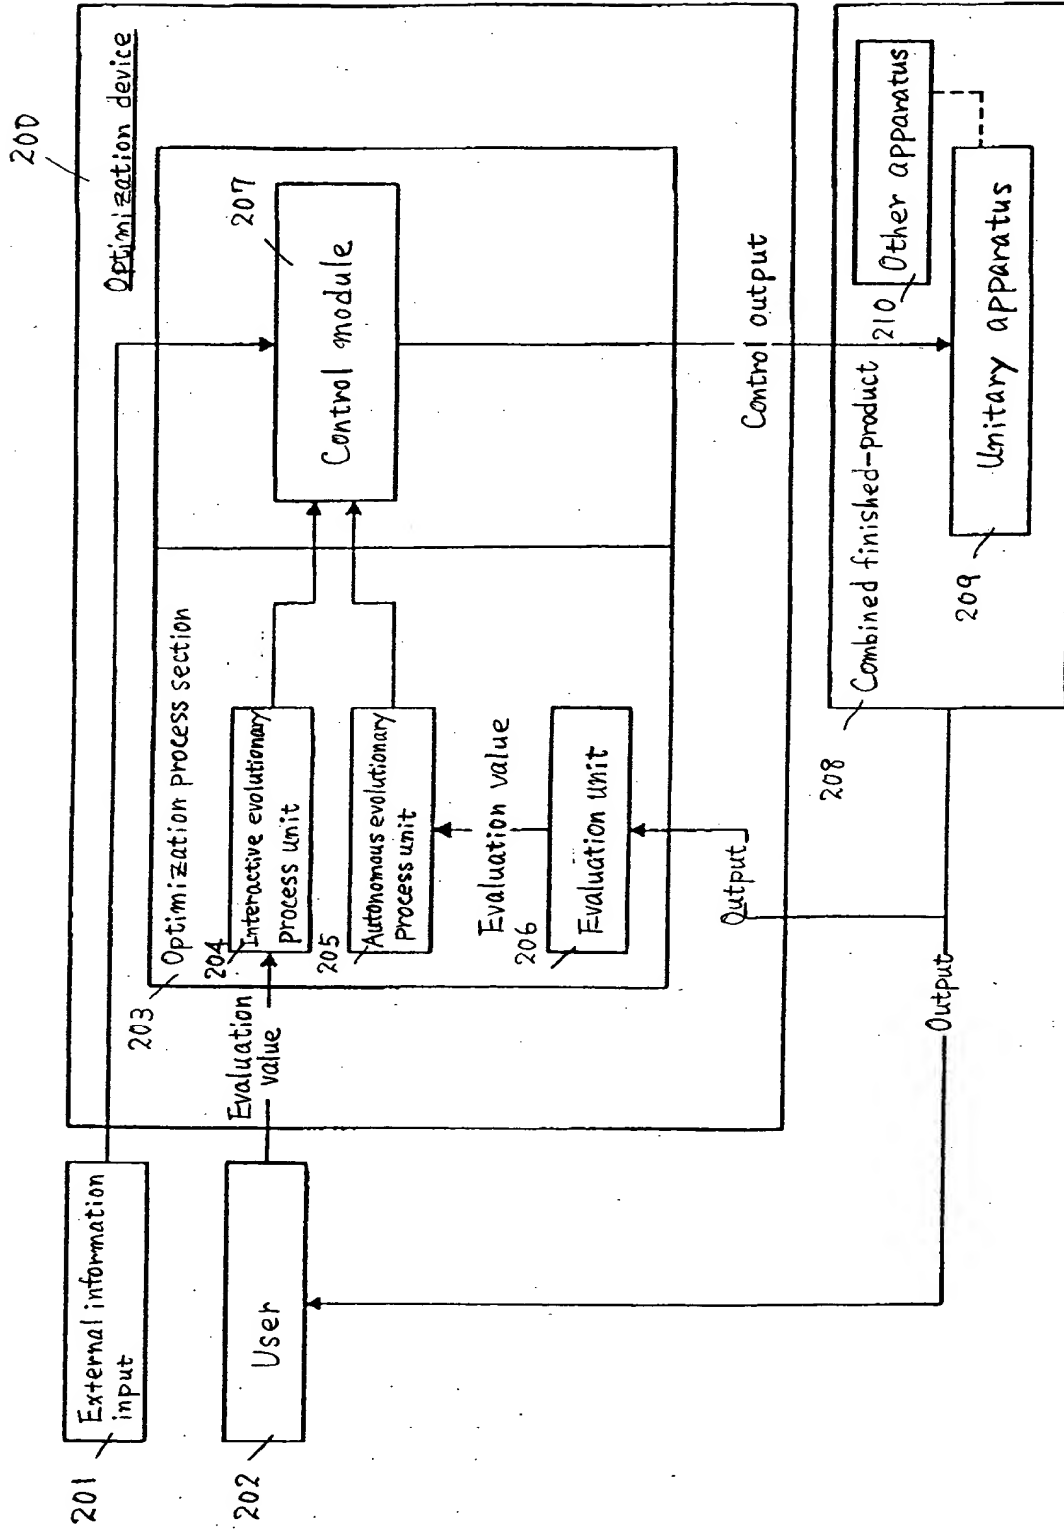 200
Optimization device
201
External information
input
202
User
Evaluation
value
203
Optimization process section
204
Interactive evolutionary
process unit
205
Autonomous evolutionary
process unit
Evaluation value
206
Evaluation unit
207
Control module
Output
Control output
208
Combined finished-product
210
Other apparatus
209
Unitary apparatus
Output